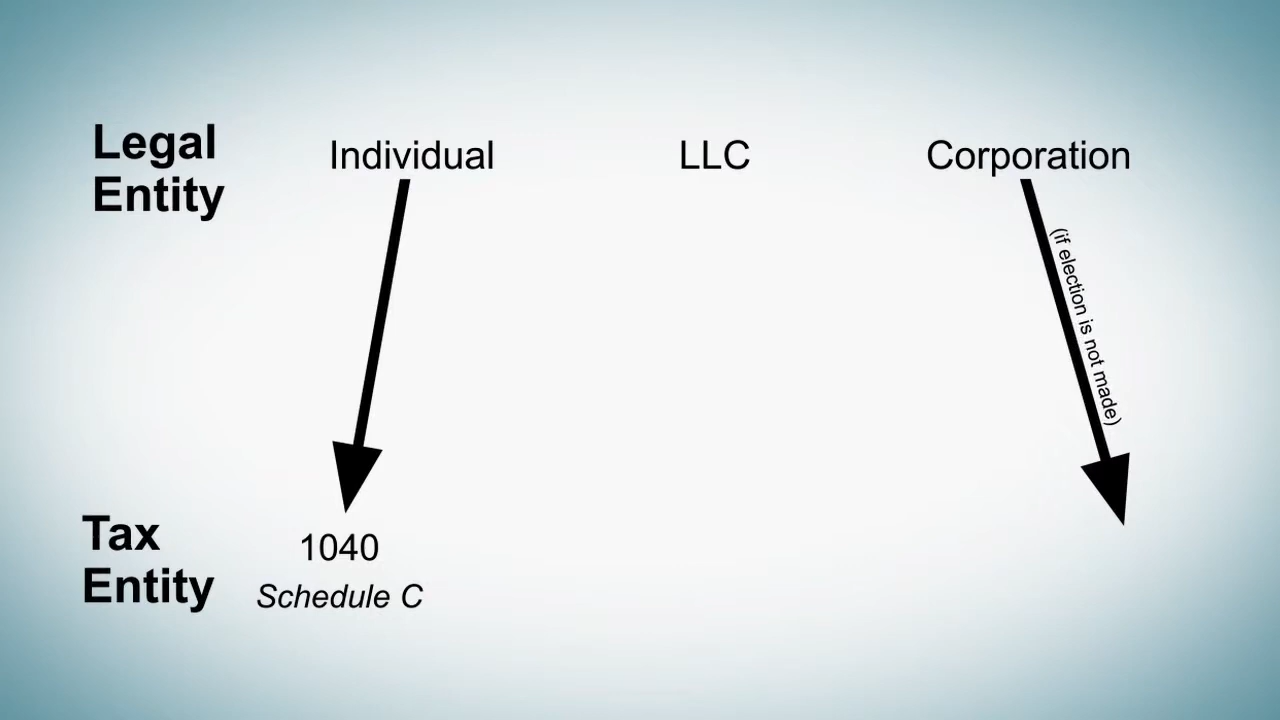 Legal
Entity
Individual
LLC
Corporation
(if election is not made)
Tax
Entity
1040
Schedule C